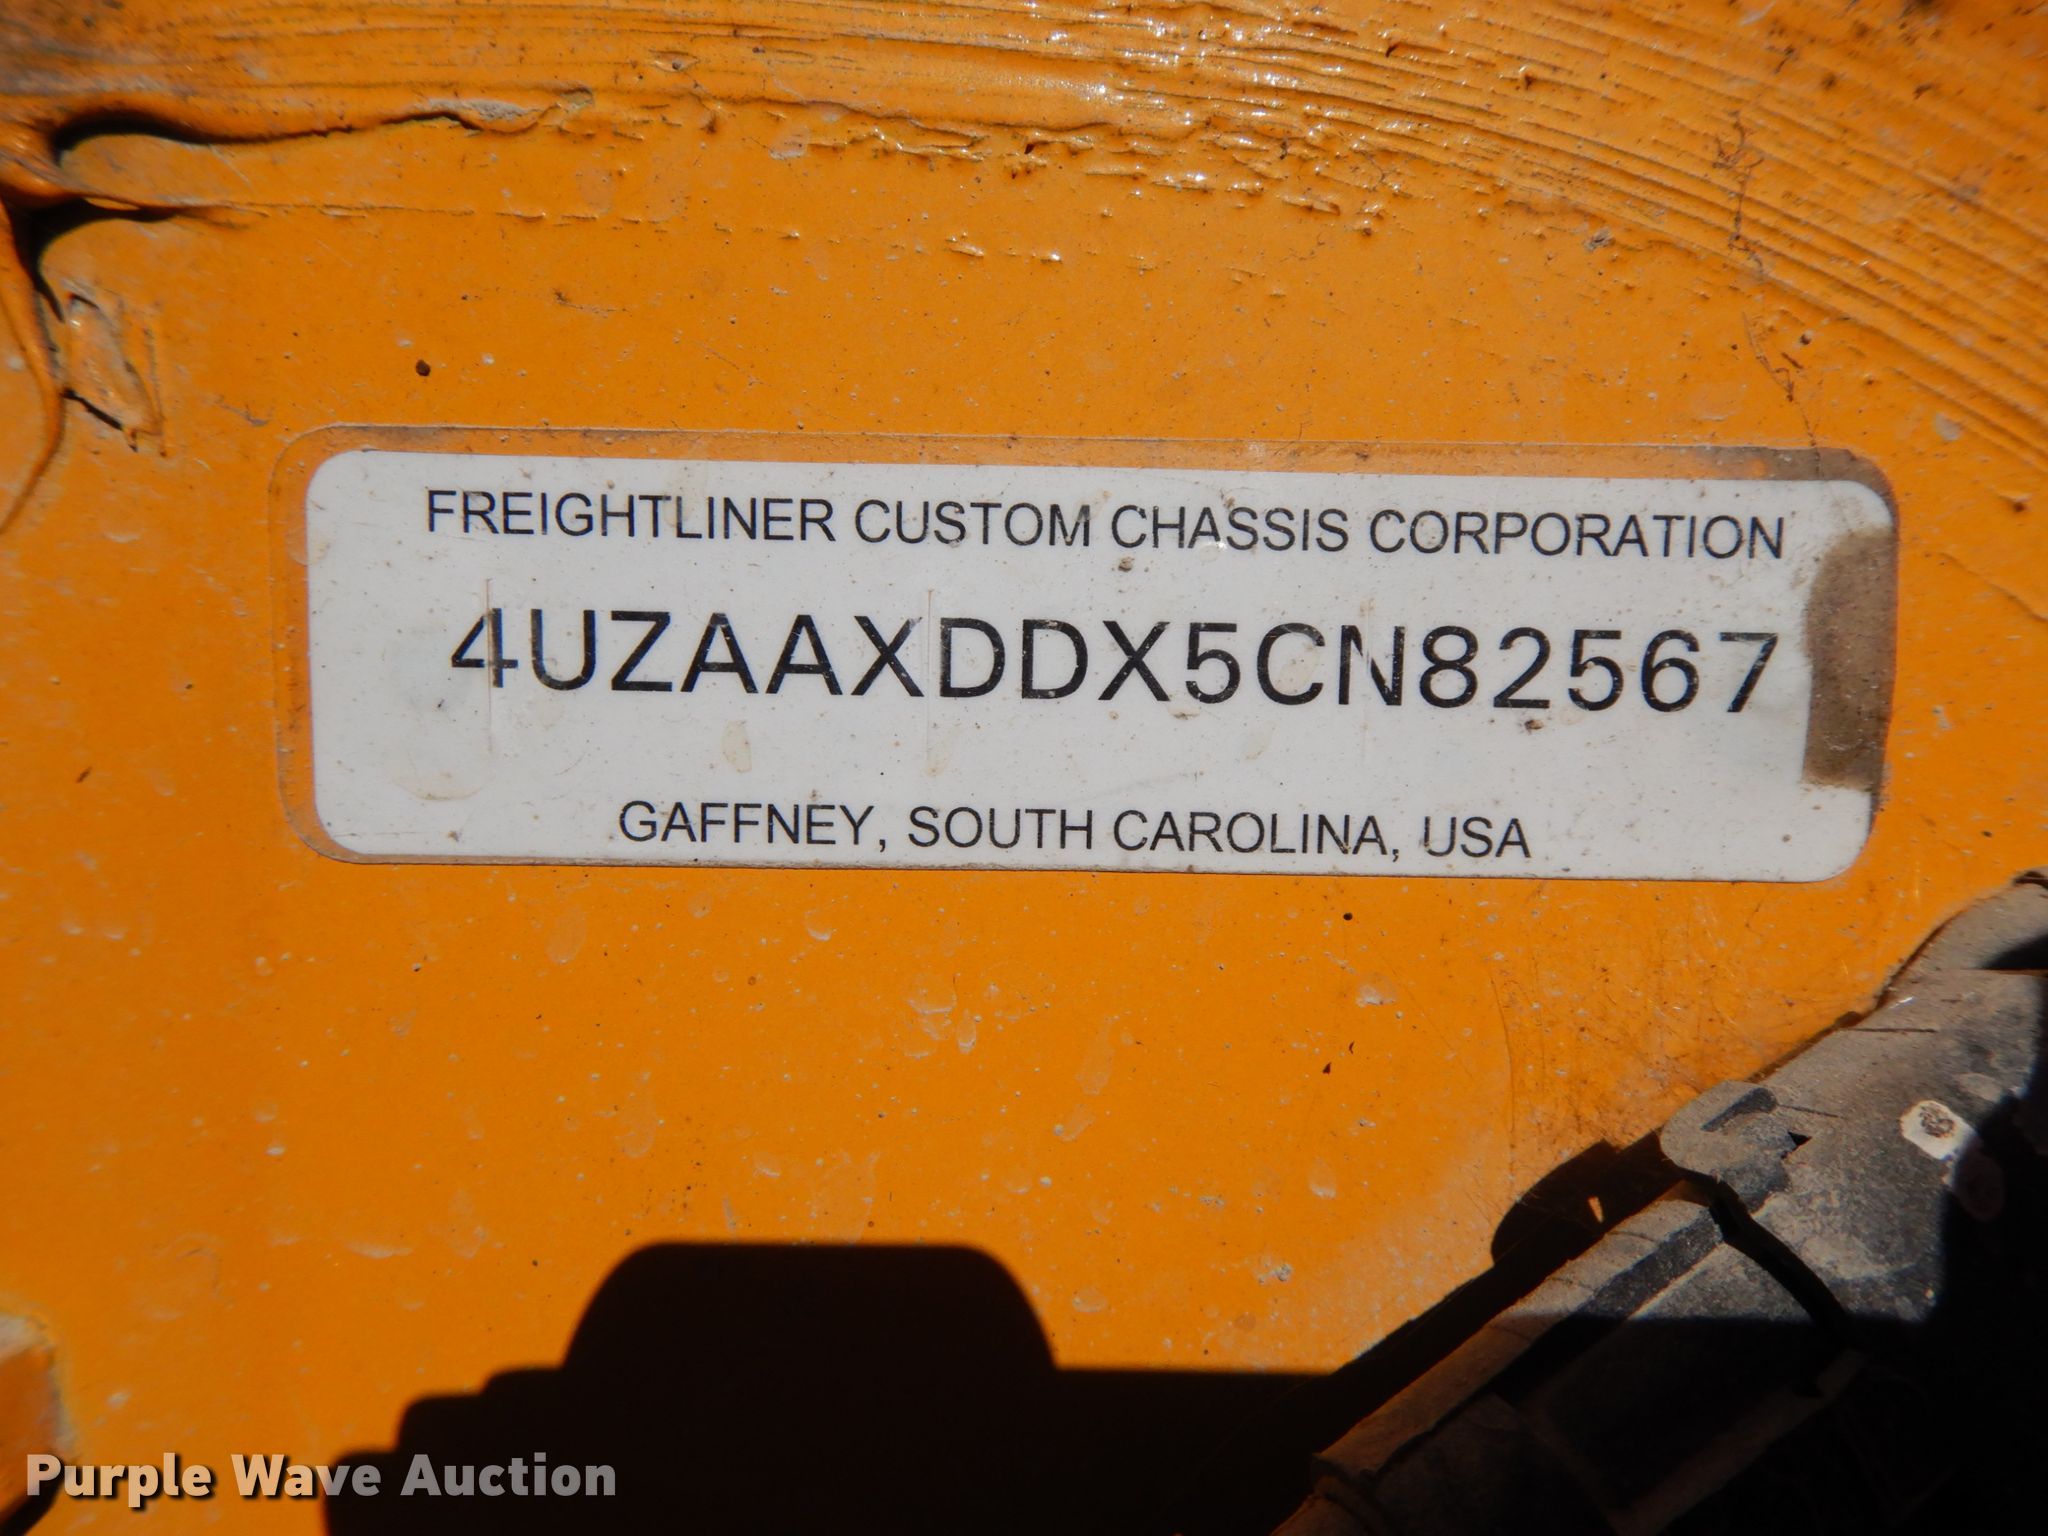 FREIGHTLINER CUSTOM CHASSIS CORPORATION
4UZAAXDDX5CN82567
GAFFNEY, SOUTH CAROLINA, USA
Purple Wave Auction